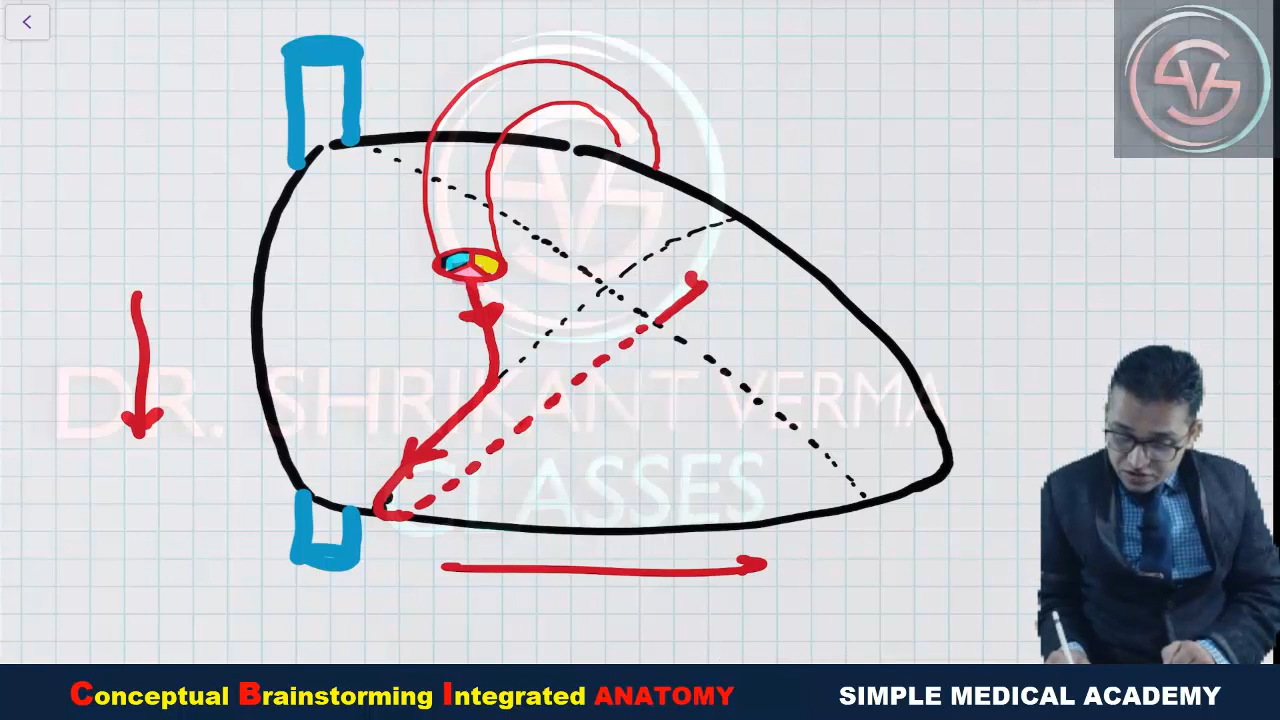 DR. SHRIKANT VERMA
CLASSES
Conceptual Brainstorming Integrated ANATOMY
SIMPLE MEDICAL ACADEMY